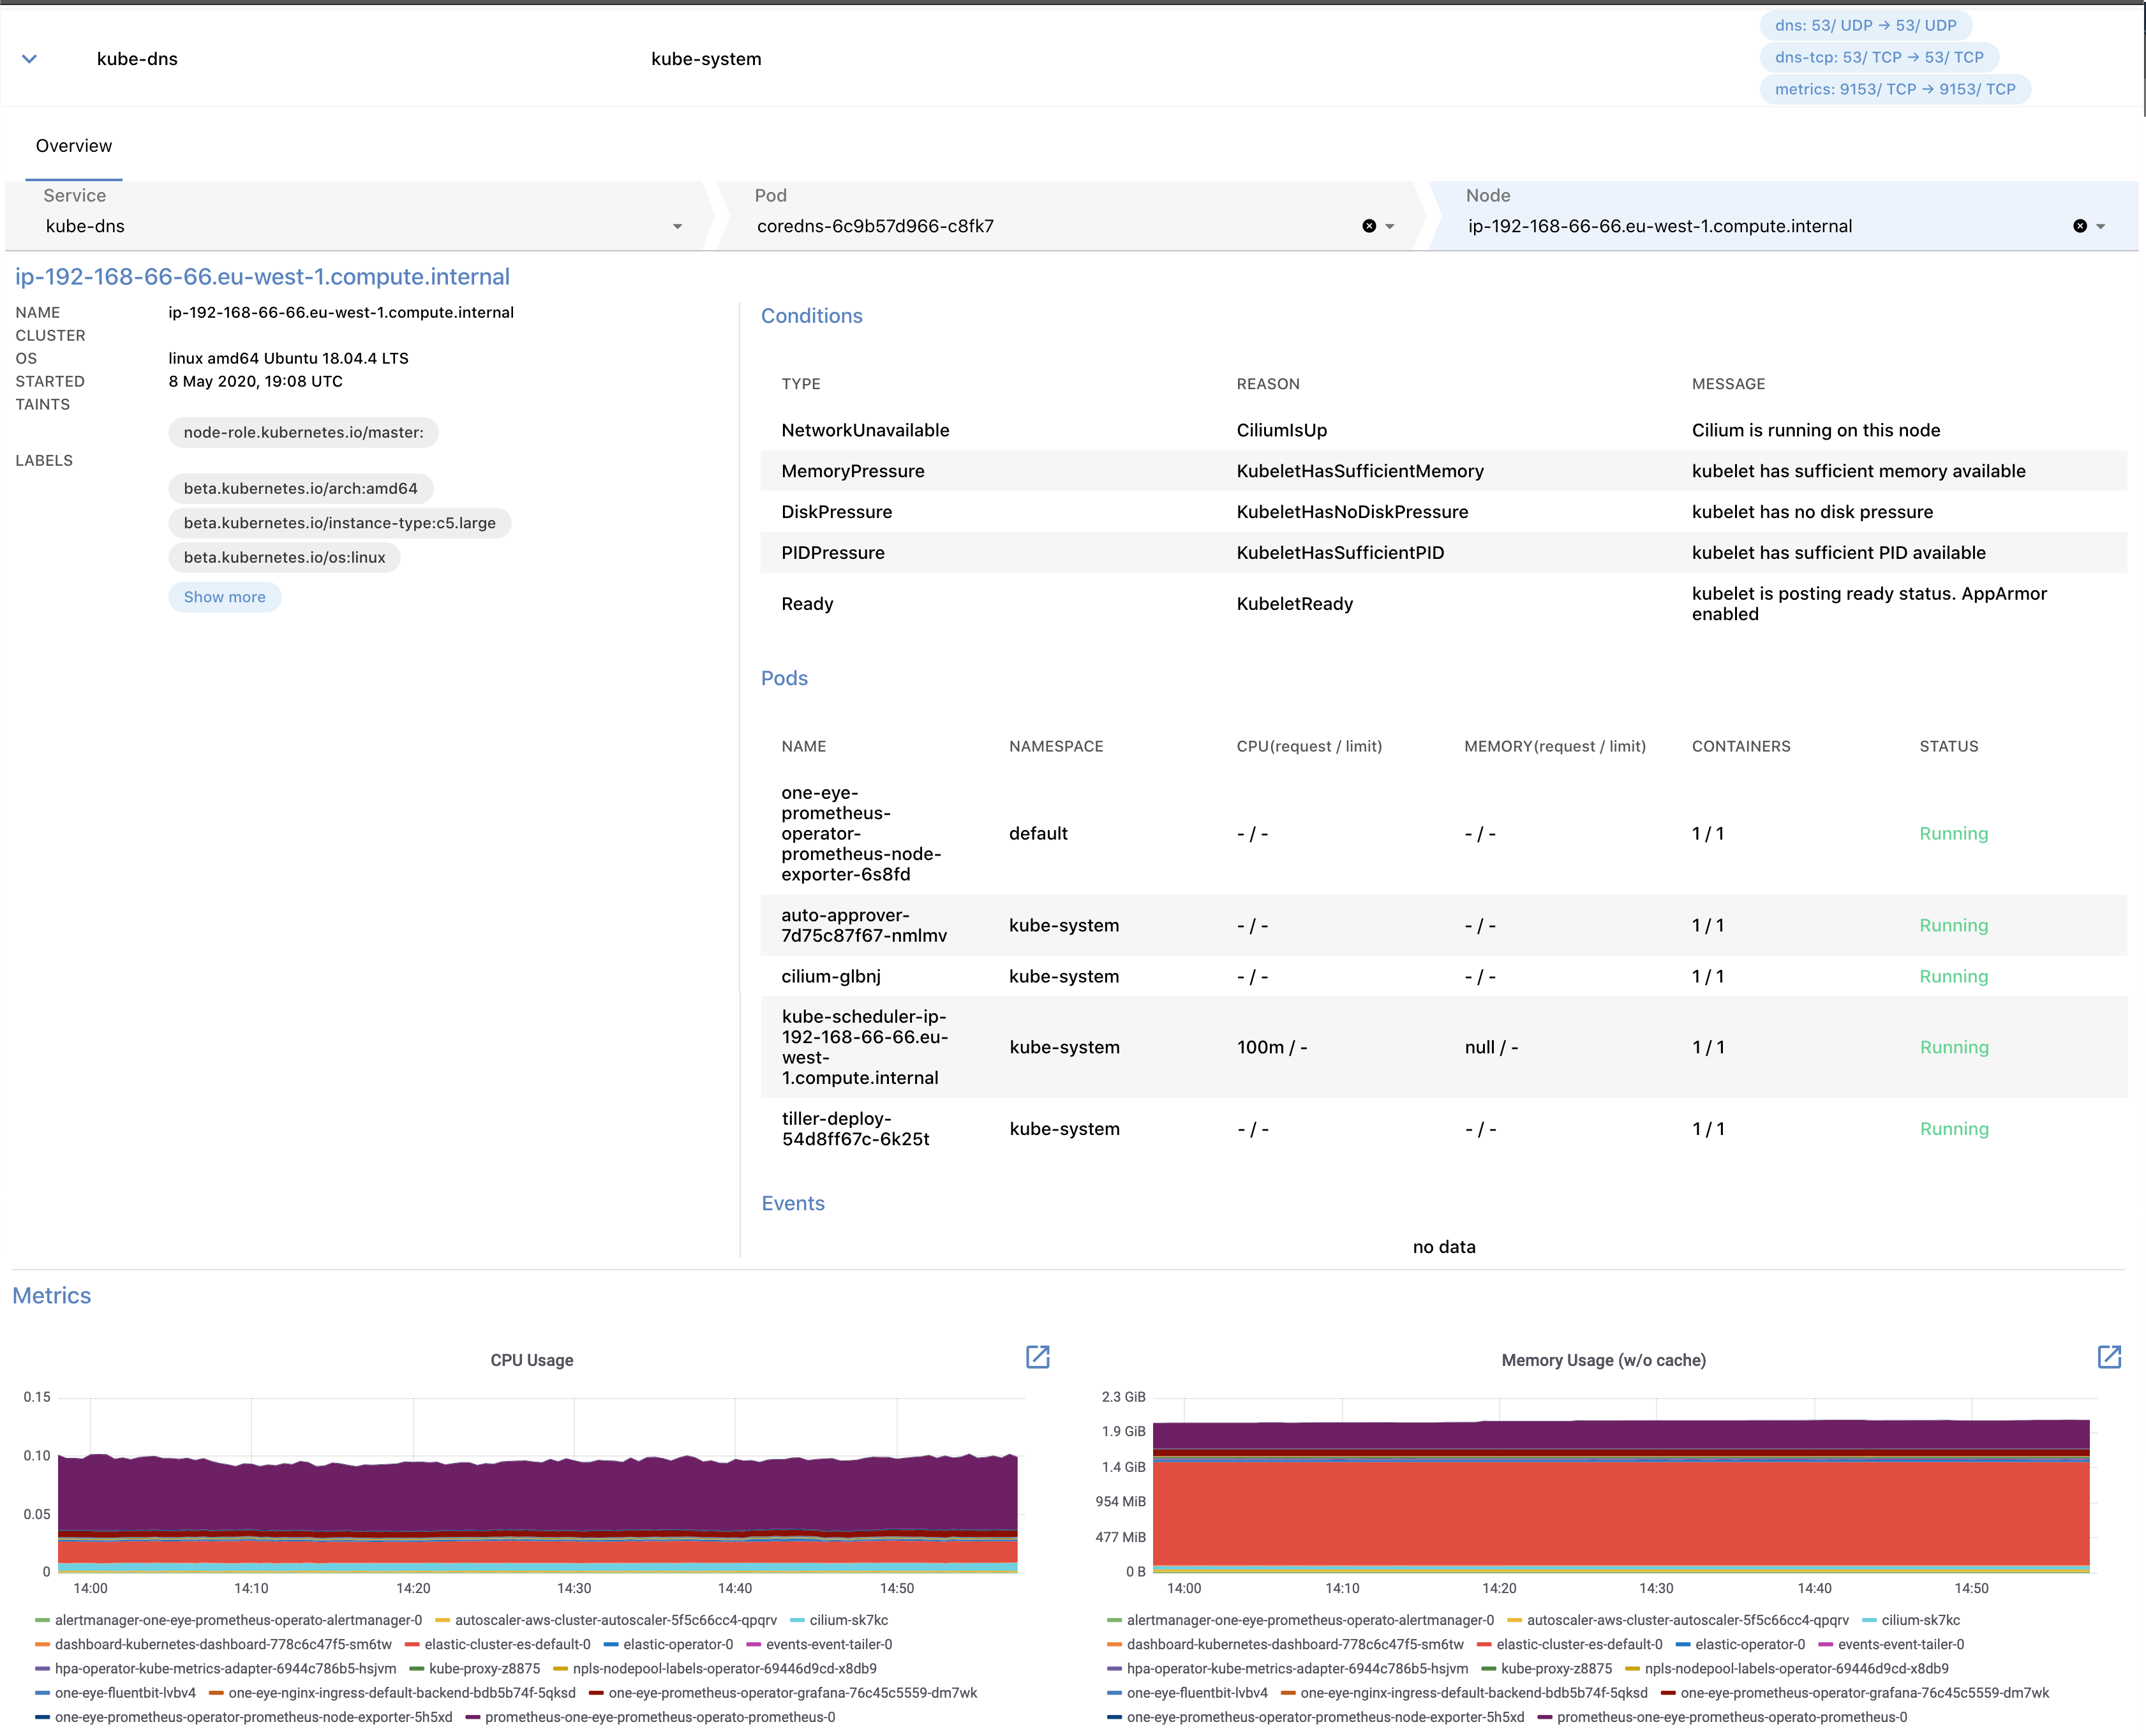 kube-dns
kube-system
dns: 53/ UDP → 53/ UDP
dns-tcp: 53/ TCP → 53/ TCP
metrics: 9153/ TCP → 9153/ TCP
Overview
Service
kube-dns
Pod
coredns-6c9b57d966-c8fk7
Node
ip-192-168-66-66.eu-west-1.compute.internal
ip-192-168-66-66.eu-west-1.compute.internal
NAME ip-192-168-66-66.eu-west-1.compute.internal
CLUSTER
OS linux amd64 Ubuntu 18.04.4 LTS
STARTED 8 May 2020, 19:08 UTC
TAINTS
node-role.kubernetes.io/master:
LABELS
beta.kubernetes.io/arch:amd64
beta.kubernetes.io/instance-type:c5.large
beta.kubernetes.io/os:linux
Show more
Conditions
TYPE REASON MESSAGE
NetworkUnavailable CiliumIsUp Cilium is running on this node
MemoryPressure KubeletHasSufficientMemory kubelet has sufficient memory available
DiskPressure KubeletHasNoDiskPressure kubelet has no disk pressure
PIDPressure KubeletHasSufficientPID kubelet has sufficient PID available
Ready KubeletReady kubelet is posting ready status. AppArmor
enabled
Pods
NAME NAMESPACE CPU(request / limit) MEMORY(request / limit) CONTAINERS STATUS
one-eye-
prometheus-
operator- default - / - - / - 1 / 1 Running
prometheus-node-
exporter-6s8fd
auto-approver-
7d75c87f67-nmlmv kube-system - / - - / - 1 / 1 Running
cilium-glbnj kube-system - / - - / - 1 / 1 Running
kube-scheduler-ip-
192-168-66-66.eu-
west- kube-system 100m / - null / - 1 / 1 Running
1.compute.internal
tiller-deploy-
54d8ff67c-6k25t kube-system - / - - / - 1 / 1 Running
Events
no data
Metrics
CPU Usage
0.15
0.10
0.05
0
14:00 14:10 14:20 14:30 14:40 14:50
alertmanager-one-eye-prometheus-operato-alertmanager-0 autoscaler-aws-cluster-autoscaler-5f5c66cc4-qpqrv cilium-sk7kc
dashboard-kubernetes-dashboard-778c6c47f5-sm6tw elastic-cluster-es-default-0 elastic-operator-0 events-event-tailer-0
hpa-operator-kube-metrics-adapter-6944c786b5-hsjvm kube-proxy-z8875 npls-nodepool-labels-operator-69446d9cd-x8db9
one-eye-fluentbit-lvbv4 one-eye-nginx-ingress-default-backend-bdb5b74f-5qksd one-eye-prometheus-operator-grafana-76c45c5559-dm7wk
one-eye-prometheus-operator-prometheus-node-exporter-5h5xd prometheus-one-eye-prometheus-operato-prometheus-0
Memory Usage (w/o cache)
2.3 GiB
1.9 GiB
1.4 GiB
954 MiB
477 MiB
0 B
14:00 14:10 14:20 14:30 14:40 14:50
alertmanager-one-eye-prometheus-operato-alertmanager-0 autoscaler-aws-cluster-autoscaler-5f5c66cc4-qpqrv cilium-sk7kc
dashboard-kubernetes-dashboard-778c6c47f5-sm6tw elastic-cluster-es-default-0 elastic-operator-0 events-event-tailer-0
hpa-operator-kube-metrics-adapter-6944c786b5-hsjvm kube-proxy-z8875 npls-nodepool-labels-operator-69446d9cd-x8db9
one-eye-fluentbit-lvbv4 one-eye-nginx-ingress-default-backend-bdb5b74f-5qksd one-eye-prometheus-operator-grafana-76c45c5559-dm7wk
one-eye-prometheus-operator-prometheus-node-exporter-5h5xd prometheus-one-eye-prometheus-operato-prometheus-0